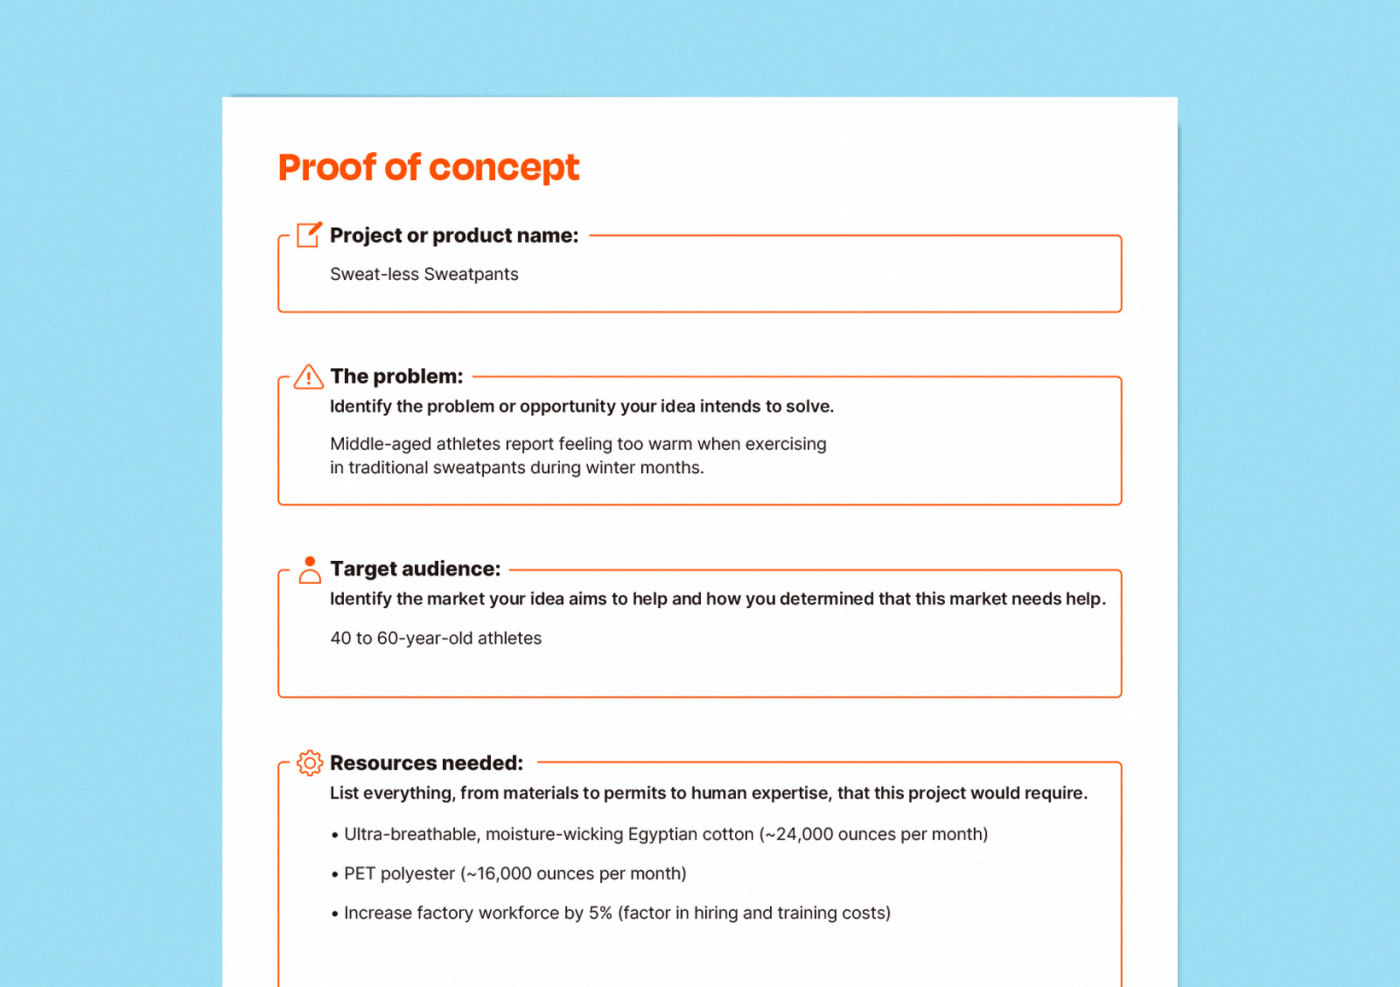 Proof of concept
Project or product name:
Sweat-less Sweatpants
The problem:
Identify the problem or opportunity your idea intends to solve.
Middle-aged athletes report feeling too warm when exercising
in traditional sweatpants during winter months.
Target audience:
Identify the market your idea aims to help and how you determined that this market needs help.
40 to 60-year-old athletes
Resources needed:
List everything, from materials to permits to human expertise, that this project would require.
• Ultra-breathable, moisture-wicking Egyptian cotton (~24,000 ounces per month)
• PET polyester (~16,000 ounces per month)
• Increase factory workforce by 5% (factor in hiring and training costs)